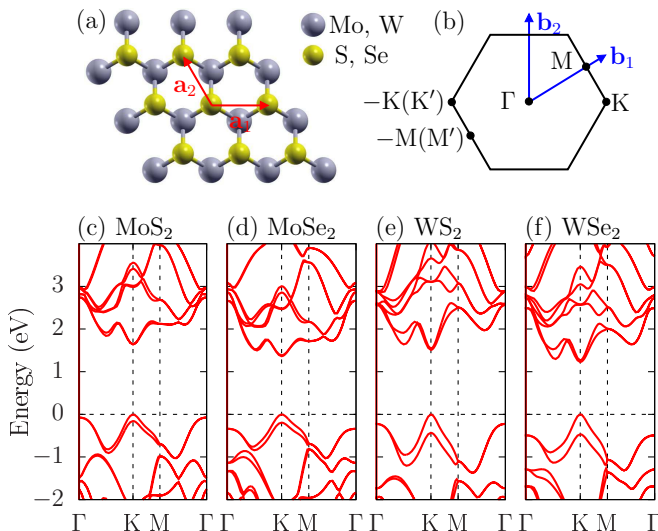 (a)
Mo, W
S, Se
a₂
a₁
(b)
b₂
b₁
M
Γ
K
−K(K′)
−M(M′)
(c) MoS₂
(d) MoSe₂
(e) WS₂
(f) WSe₂
Energy (eV)
3
2
1
0
−1
−2
Γ K M Γ
Γ K M Γ
Γ K M Γ
Γ K M Γ